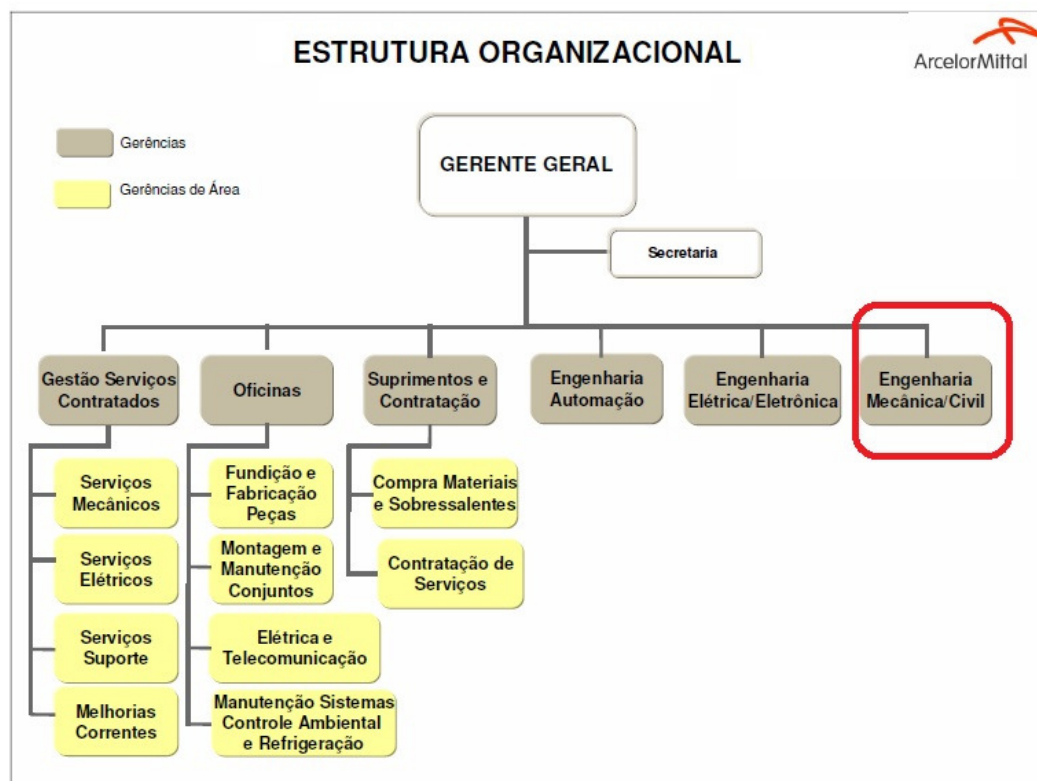 ESTRUTURA ORGANIZACIONAL
ArcelorMittal
Gerências
Gerências de Área
GERENTE GERAL
Secretaria
Gestão Serviços
Contratados
Oficinas
Suprimentos e
Contratação
Engenharia
Automação
Engenharia
Elétrica/Eletrônica
Engenharia
Mecânica/Civil
Serviços
Mecânicos
Serviços
Elétricos
Serviços
Suporte
Melhorias
Correntes
Fundição e
Fabricação
Peças
Montagem e
Manutenção
Conjuntos
Elétrica e
Telecomunicação
Manutenção Sistemas
Controle Ambiental
e Refrigeração
Compra Materiais
e Sobressalentes
Contratação de
Serviços